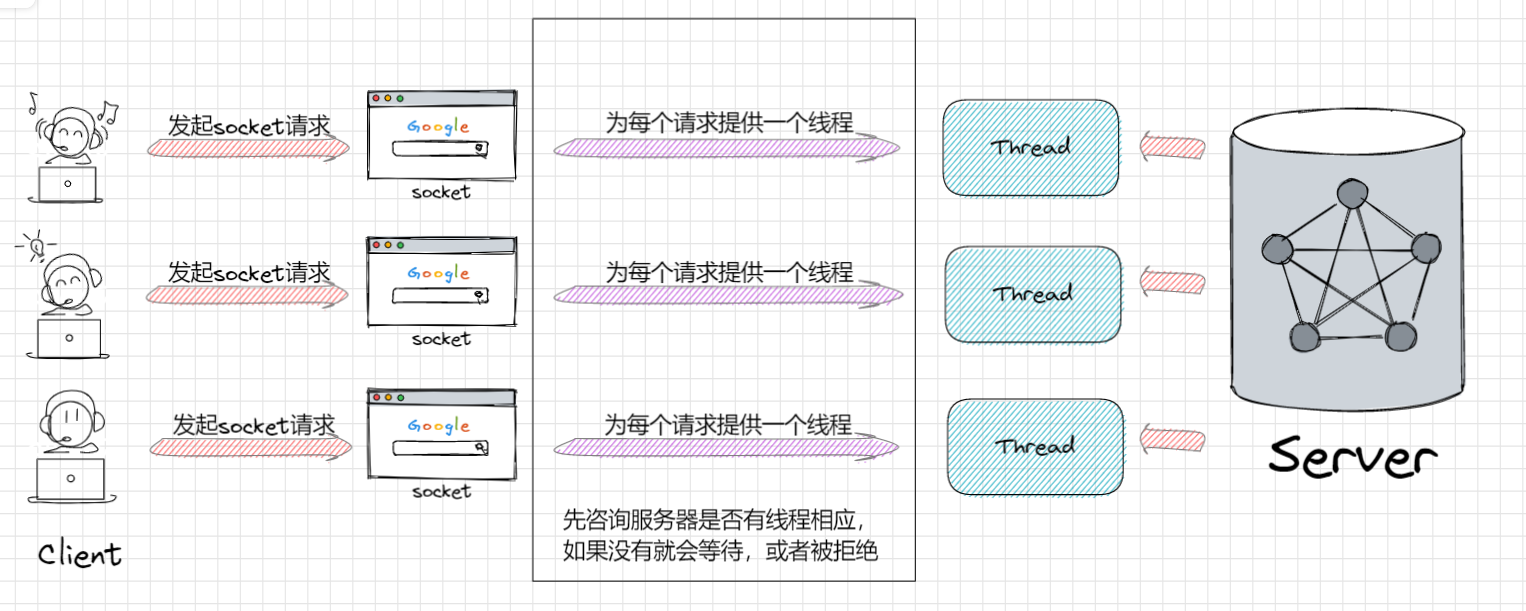 发起socket请求
Google
socket
为每个请求提供一个线程
Thread
发起socket请求
Google
socket
为每个请求提供一个线程
Thread
发起socket请求
Google
socket
为每个请求提供一个线程
Thread
Server
先咨询服务器是否有线程相应，
如果没有就会等待，或者被拒绝
Client